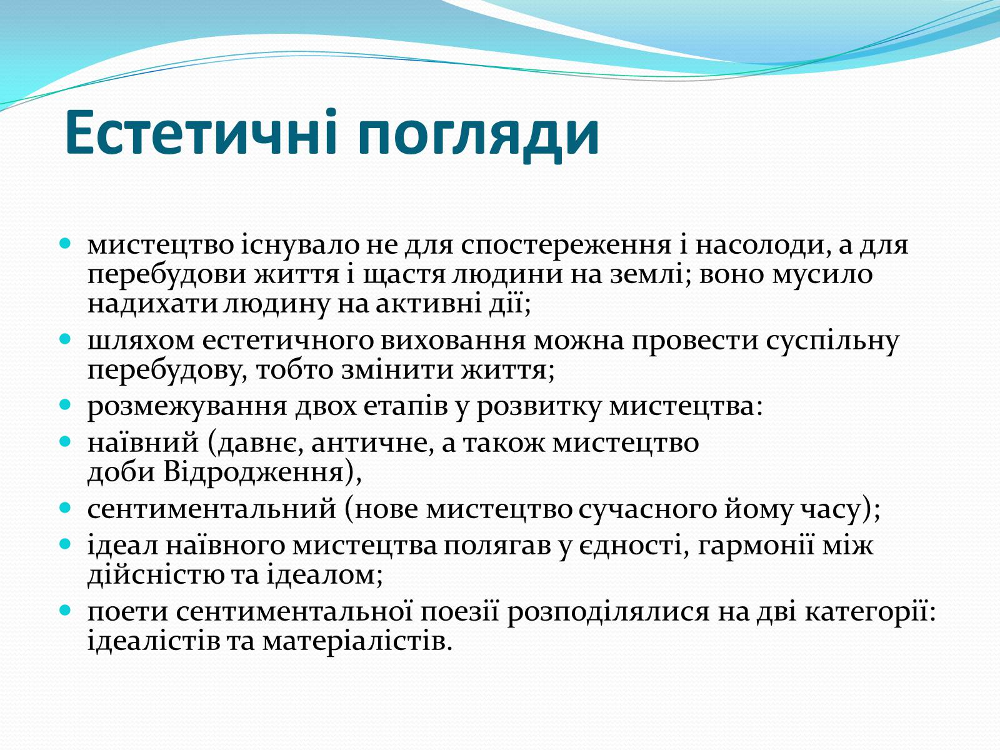 Естетичні погляди
мистецтво існувало не для спостереження і насолоди, а для
перебудови життя і щастя людини на землі; воно мусило
надихати людину на активні дії;
шляхом естетичного виховання можна провести суспільну
перебудову, тобто змінити життя;
розмежування двох етапів у розвитку мистецтва:
наївний (давнє, античне, а також мистецтво
доби Відродження),
сентиментальний (нове мистецтво сучасного йому часу);
ідеал наївного мистецтва полягав у єдності, гармонії між
дійсністю та ідеалом;
поети сентиментальної поезії розподілялися на дві категорії:
ідеалістів та матеріалістів.